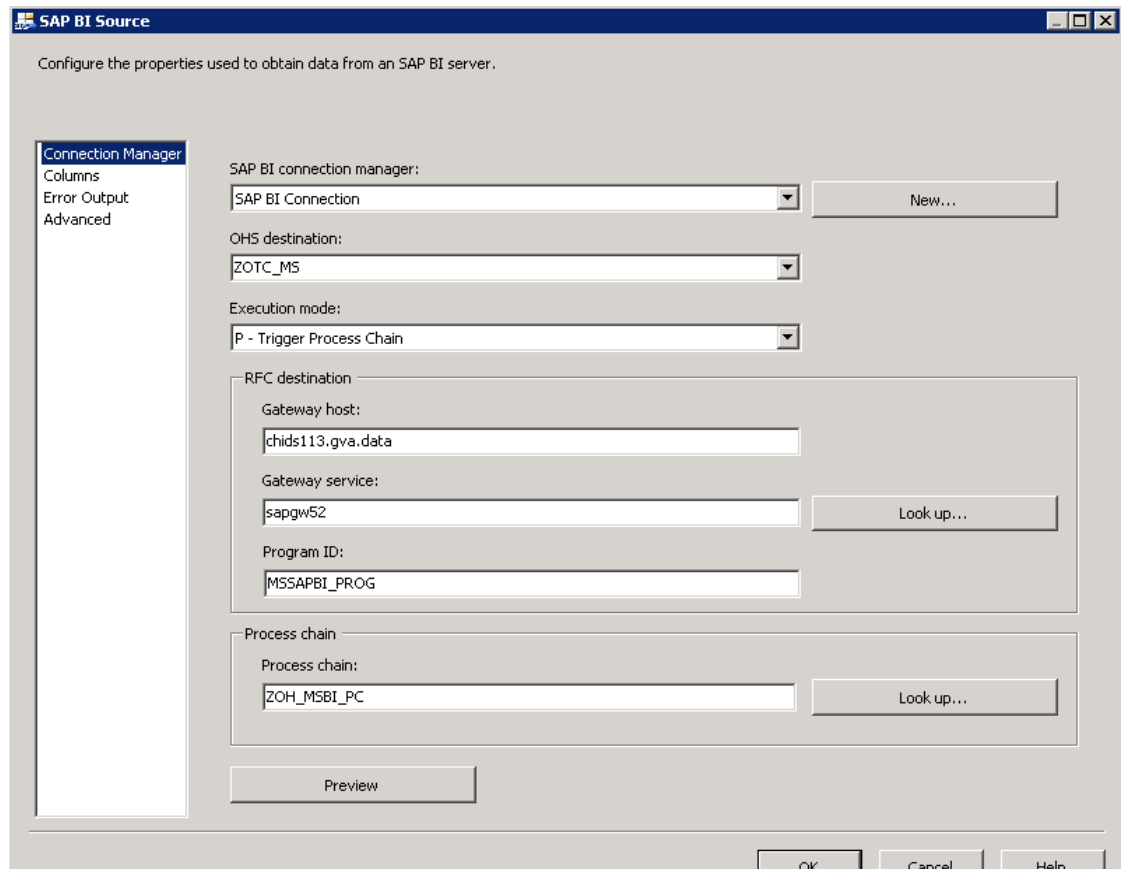 SAP BI Source
Configure the properties used to obtain data from an SAP BI server.
Connection Manager
Columns
Error Output
Advanced
SAP BI connection manager:
SAP BI Connection
New...
OHS destination:
ZOTC_MS
Execution mode:
P - Trigger Process Chain
RFC destination
Gateway host:
chids113.gva.data
Gateway service:
sapgw52
Look up...
Program ID:
MSSAPBI_PROG
Process chain
Process chain:
ZOH_MSBI_PC
Look up...
Preview
OK
Cancel
Help